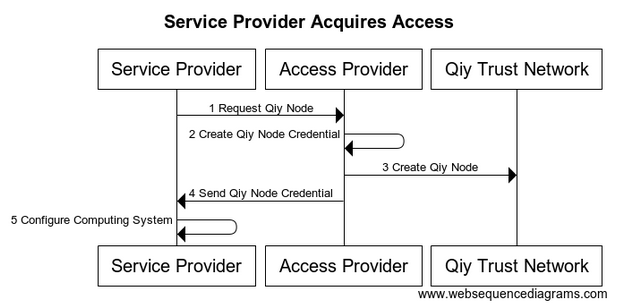 Service Provider Acquires Access
Service Provider
Access Provider
Qiy Trust Network
1 Request Qiy Node
2 Create Qiy Node Credential
3 Create Qiy Node
4 Send Qiy Node Credential
5 Configure Computing System
Service Provider
Access Provider
Qiy Trust Network
www.websequencediagrams.com